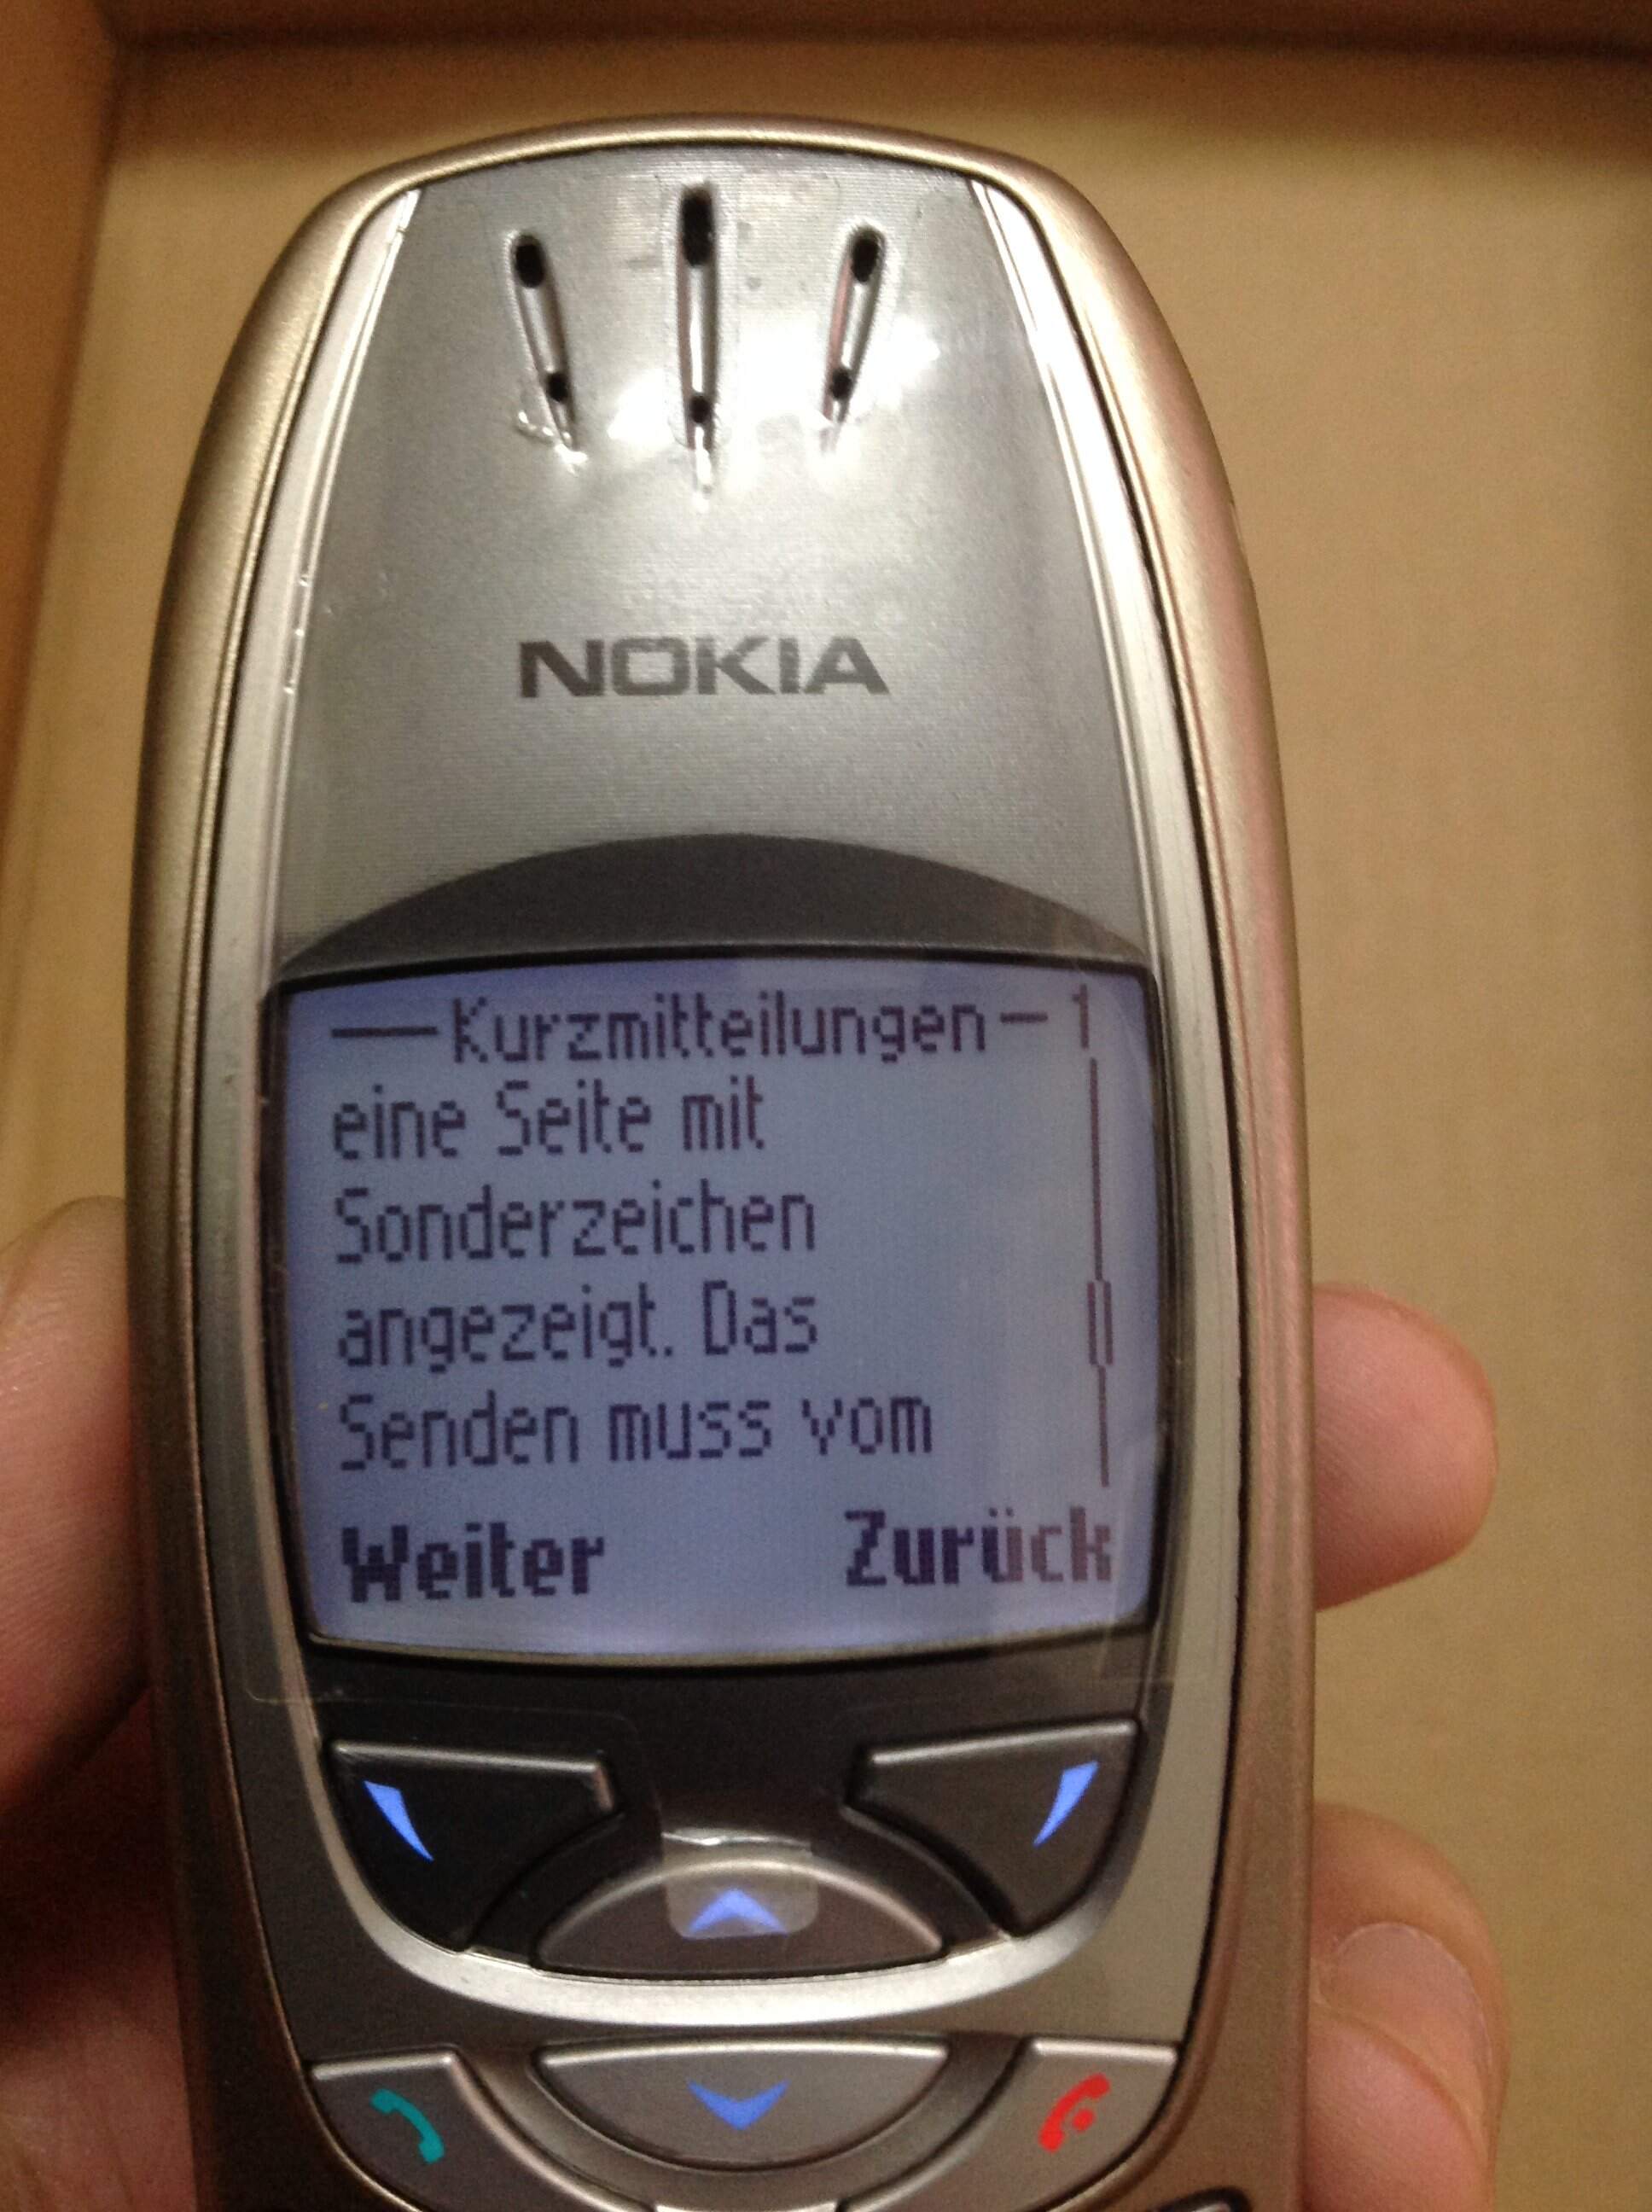 NOKIA
Kurzmitteilungen 1
eine Seite mit
Sonderzeichen
angezeigt. Das
Senden muss vom
Weiter Zurück